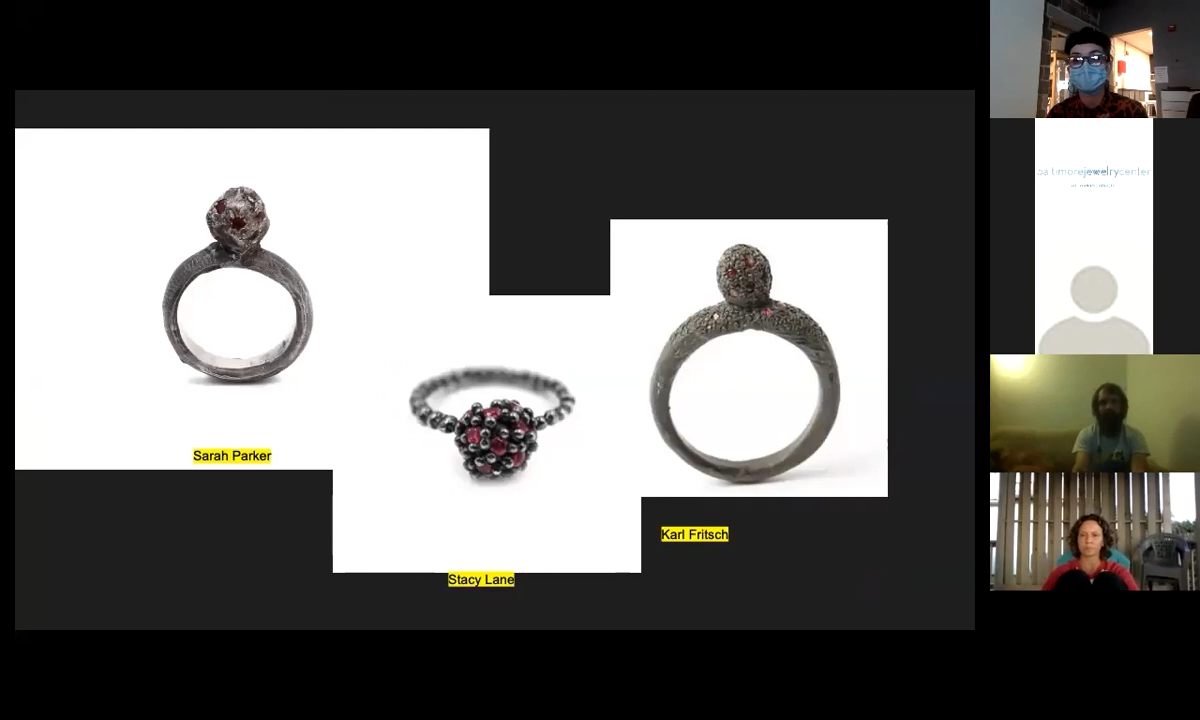 Sarah Parker
Stacy Lane
Karl Fritsch
baltimorejewelrycenter